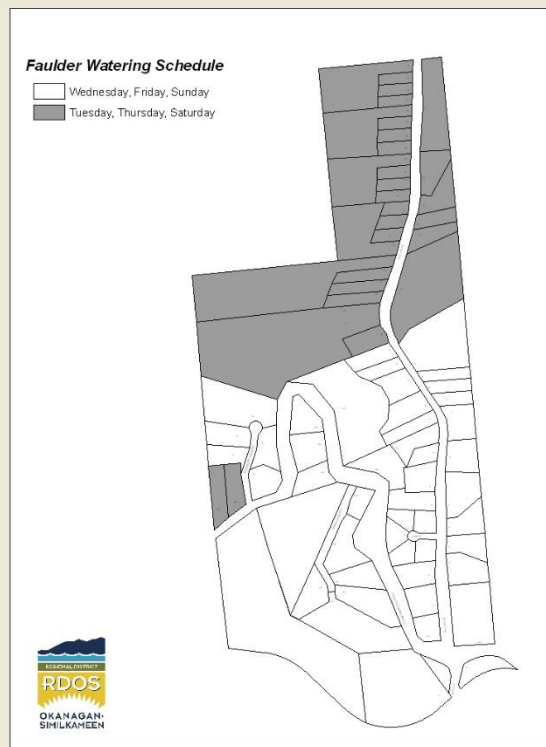 Faulder Watering Schedule
Wednesday, Friday, Sunday
Tuesday, Thursday, Saturday
REGIONAL DISTRICT
RDOS
OKANAGAN-
SIMILKAMEEN